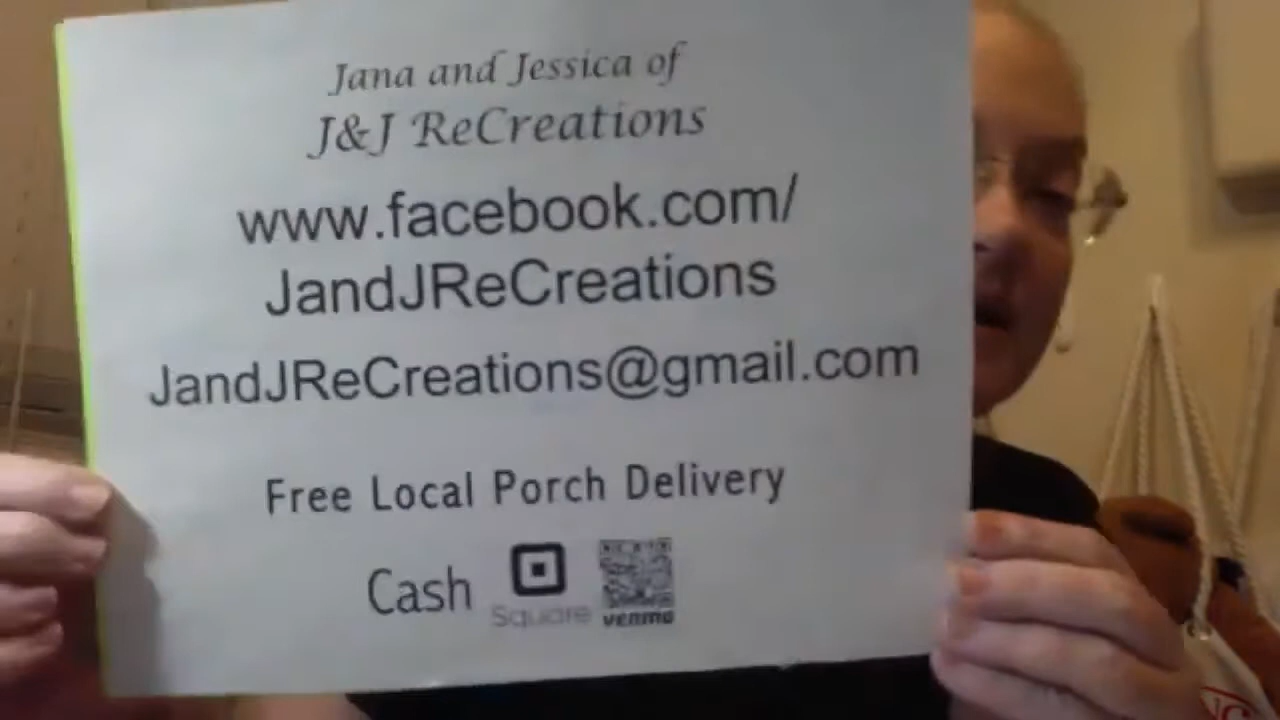 Jana and Jessica of
J&J ReCreations
www.facebook.com/
JandJReCreations
JandJReCreations@gmail.com
Free Local Porch Delivery
Cash
Square
venmo